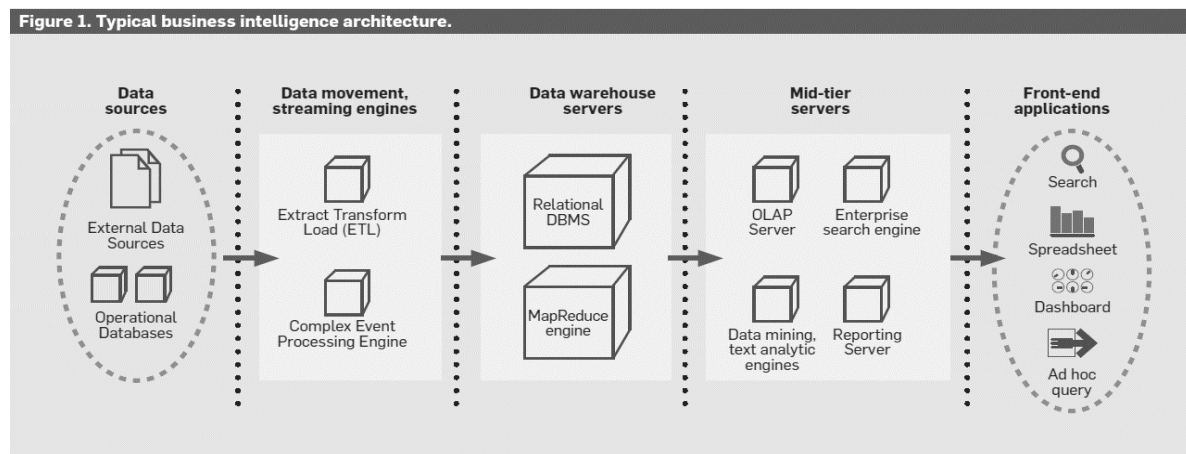 Figure 1. Typical business intelligence architecture.
Data
sources
External Data
Sources
Operational
Databases
Data movement,
streaming engines
Extract Transform
Load (ETL)
Complex Event
Processing Engine
Data warehouse
servers
Relational
DBMS
MapReduce
engine
Mid-tier
servers
OLAP
Server
Enterprise
search engine
Data mining,
text analytic
engines
Reporting
Server
Front-end
applications
Search
Spreadsheet
Dashboard
Ad hoc
query